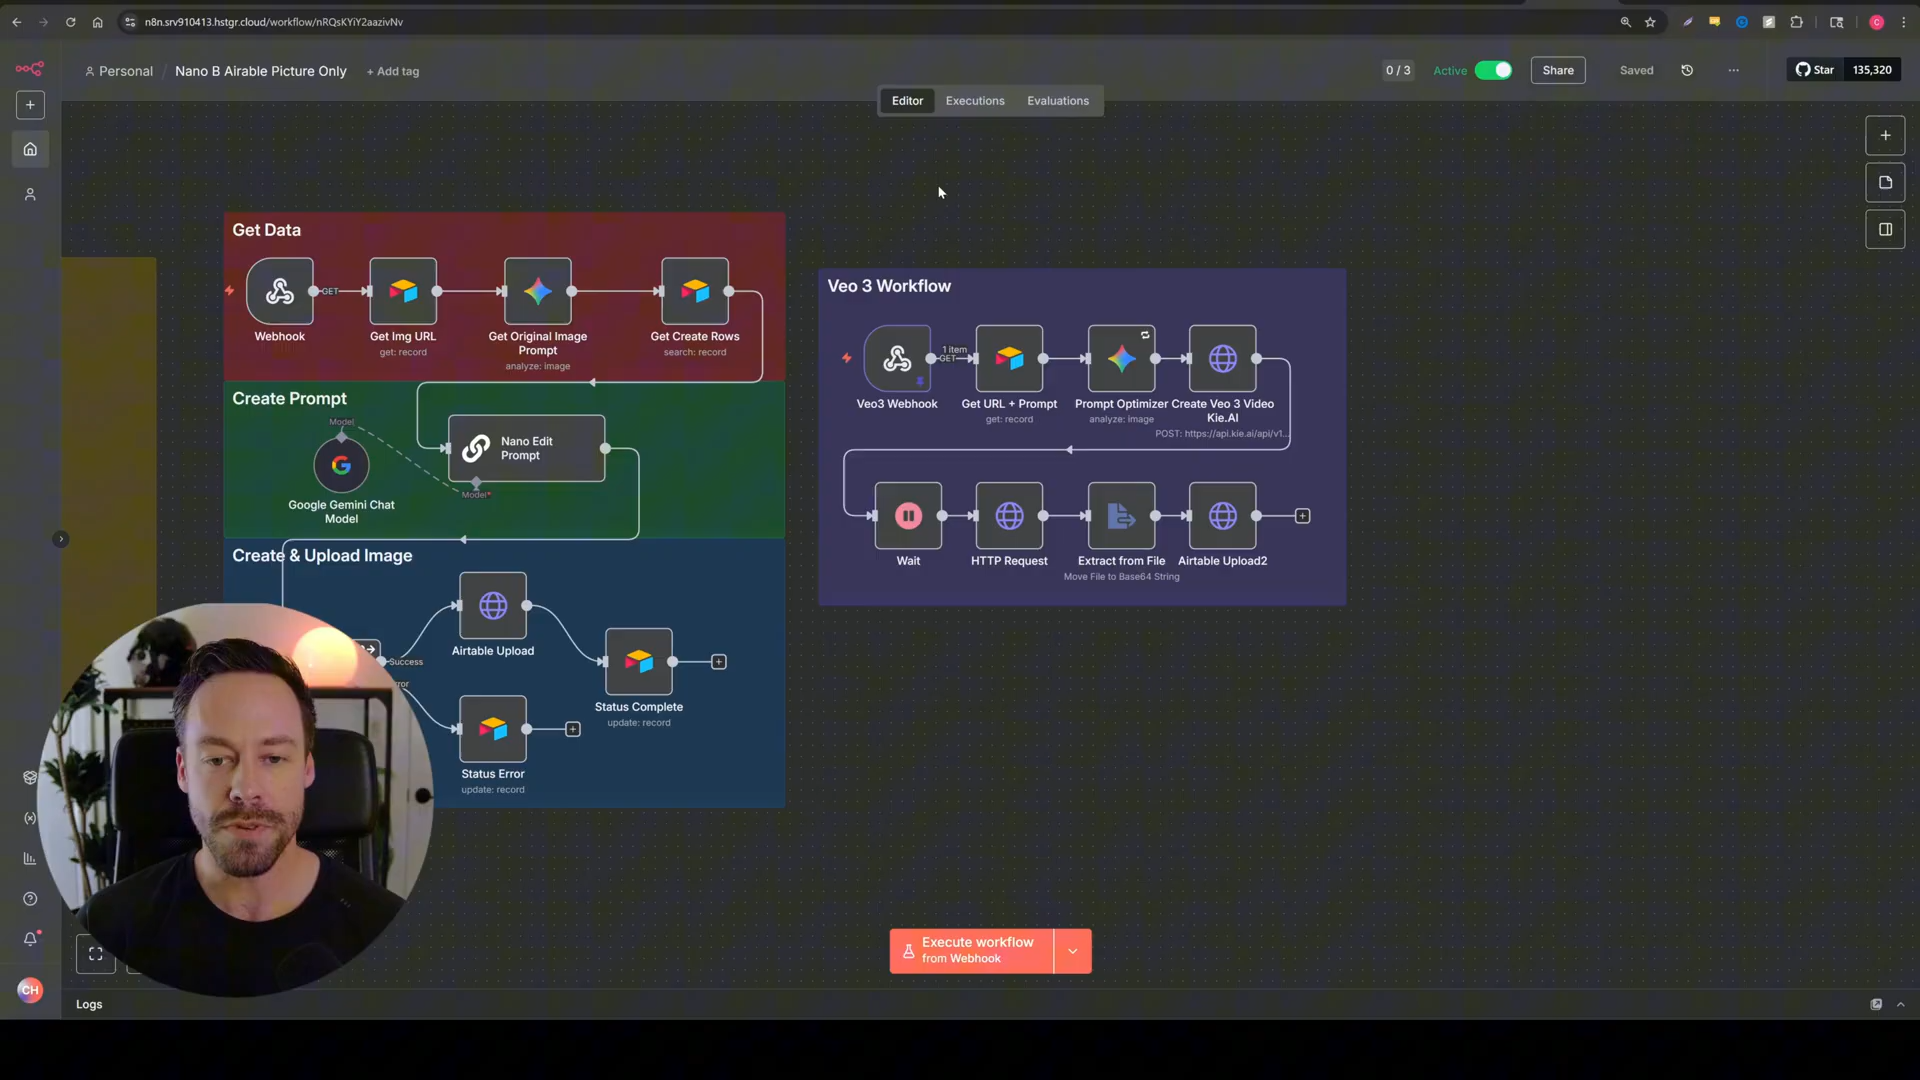 n8n.srv910413.hstgr.cloud/workflow/nRQsKYiY2aazivNv
C
Personal / Nano B Airable Picture Only + Add tag
0 / 3
Active
Share
Saved
Star
135,320
Editor
Executions
Evaluations
Get Data
Webhook
GET
Get Img URL
get: record
Get Original Image
Prompt
analyze: image
Get Create Rows
search: record
Create Prompt
Model
Google Gemini Chat
Model
Nano Edit
Prompt
Model*
Create & Upload Image
Success
Airtable Upload
Status Complete
update: record
Status Error
update: record
Veo 3 Workflow
Veo3 Webhook
1 item
GET
Get URL + Prompt
get: record
Prompt Optimizer
analyze: image
Create Veo 3 Video
Kie.AI
POST: https://api.kie.ai/api/v1...
Wait
HTTP Request
Extract from File
Move File to Base64 String
Airtable Upload2
Execute workflow
from Webhook
CH
Logs